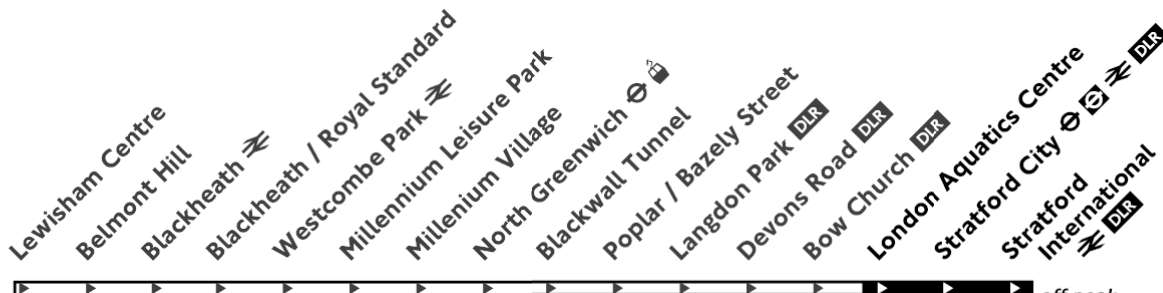 Lewisham Centre
Belmont Hill
Blackheath
Blackheath / Royal Standard
Westcombe Park
Millennium Leisure Park
Millenium Village
North Greenwich
Blackwall Tunnel
Poplar / Bazely Street
Langdon Park DLR
Devons Road DLR
Bow Church DLR
London Aquatics Centre
Stratford City DLR
Stratford
International
DLR